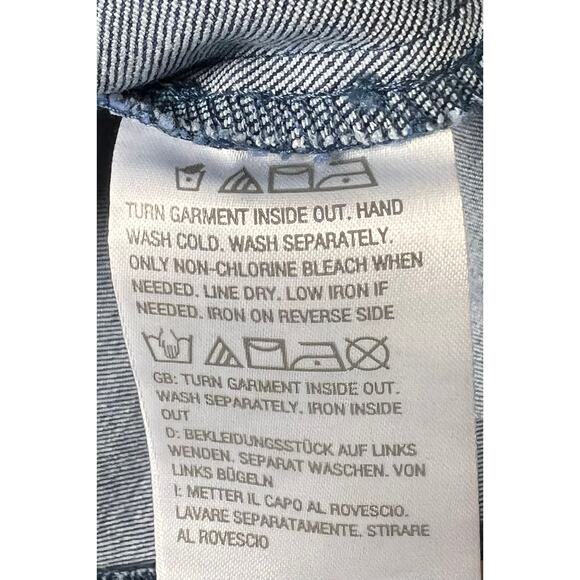 TURN GARMENT INSIDE OUT. HAND
WASH COLD. WASH SEPARATELY.
ONLY NON-CHLORINE BLEACH WHEN
NEEDED. LINE DRY. LOW IRON IF
NEEDED. IRON ON REVERSE SIDE
GB: TURN GARMENT INSIDE OUT.
WASH SEPARATELY. IRON INSIDE
OUT
D: BEKLEIDUNGSSTÜCK AUF LINKS
WENDEN. SEPARAT WASCHEN. VON
LINKS BÜGELN
I: METTER IL CAPO AL ROVESCIO.
LAVARE SEPARATAMENTE. STIRARE
AL ROVESCIO